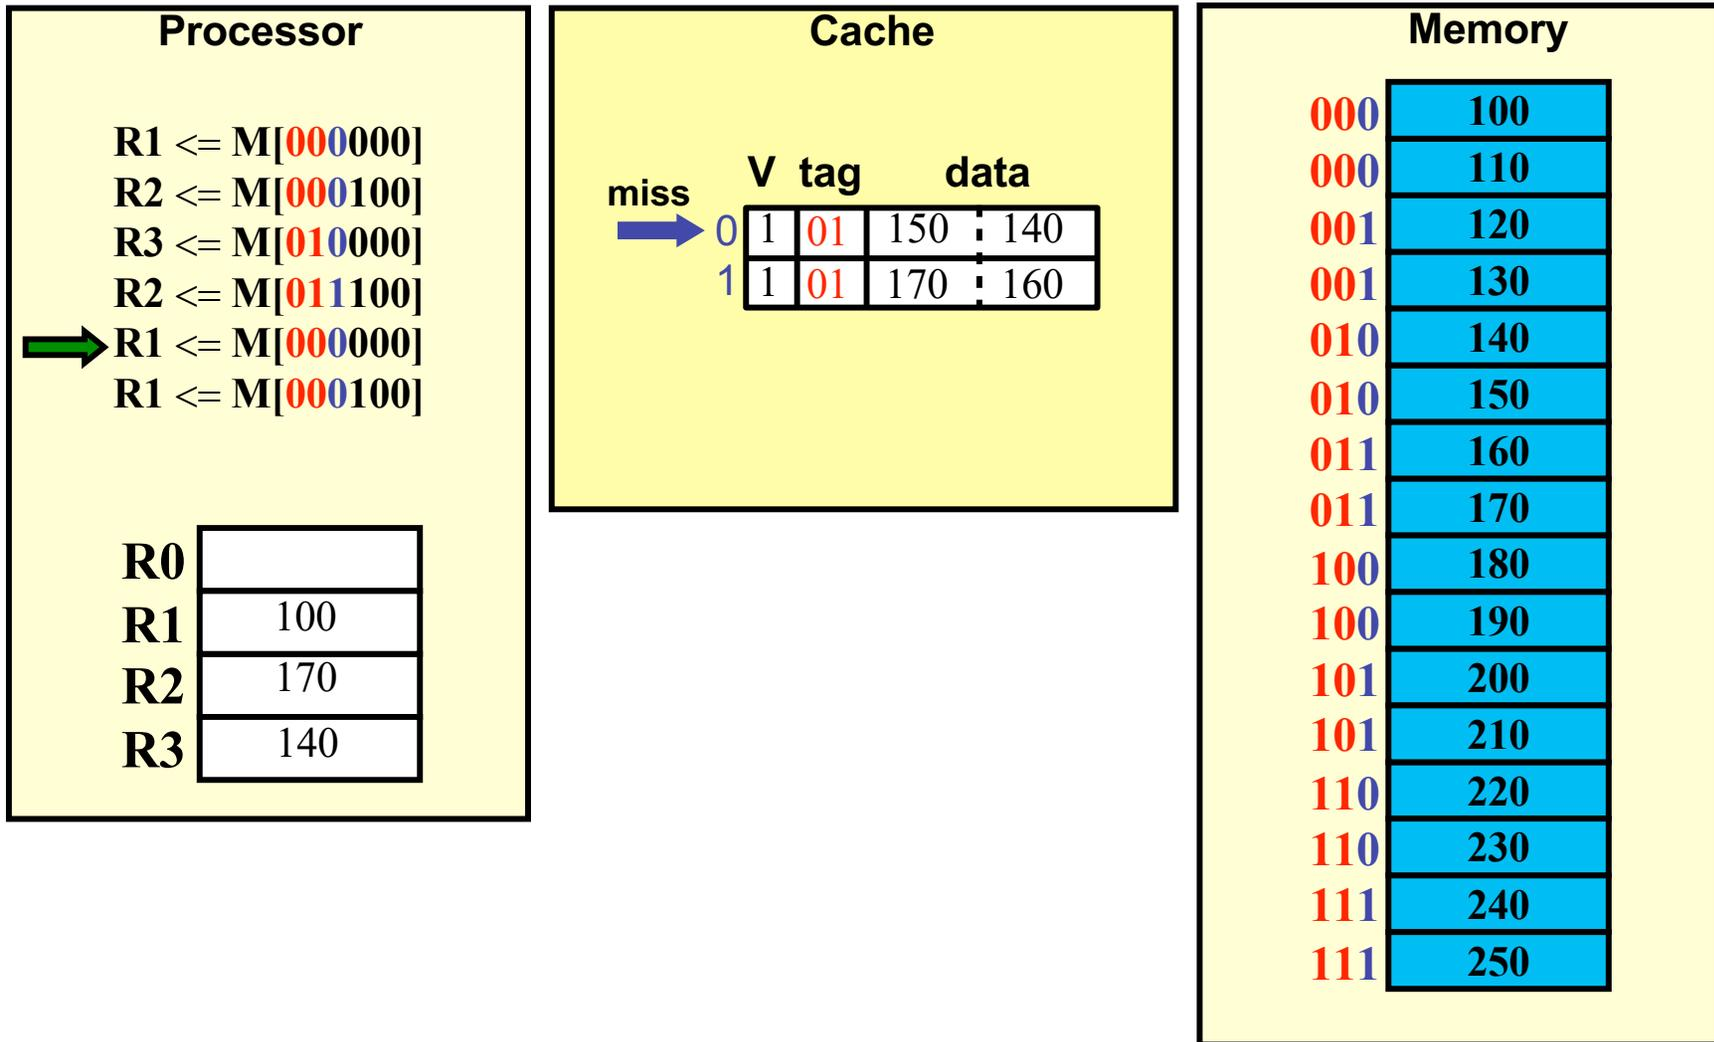 Processor
R1 <= M[000000]
R2 <= M[000100]
R3 <= M[010000]
R2 <= M[011100]
R1 <= M[000000]
R1 <= M[000100]
R0
R1 100
R2 170
R3 140
Cache
V tag data
miss
0 1 01 150 140
1 1 01 170 160
Memory
000 100
000 110
001 120
001 130
010 140
010 150
011 160
011 170
100 180
100 190
101 200
101 210
110 220
110 230
111 240
111 250